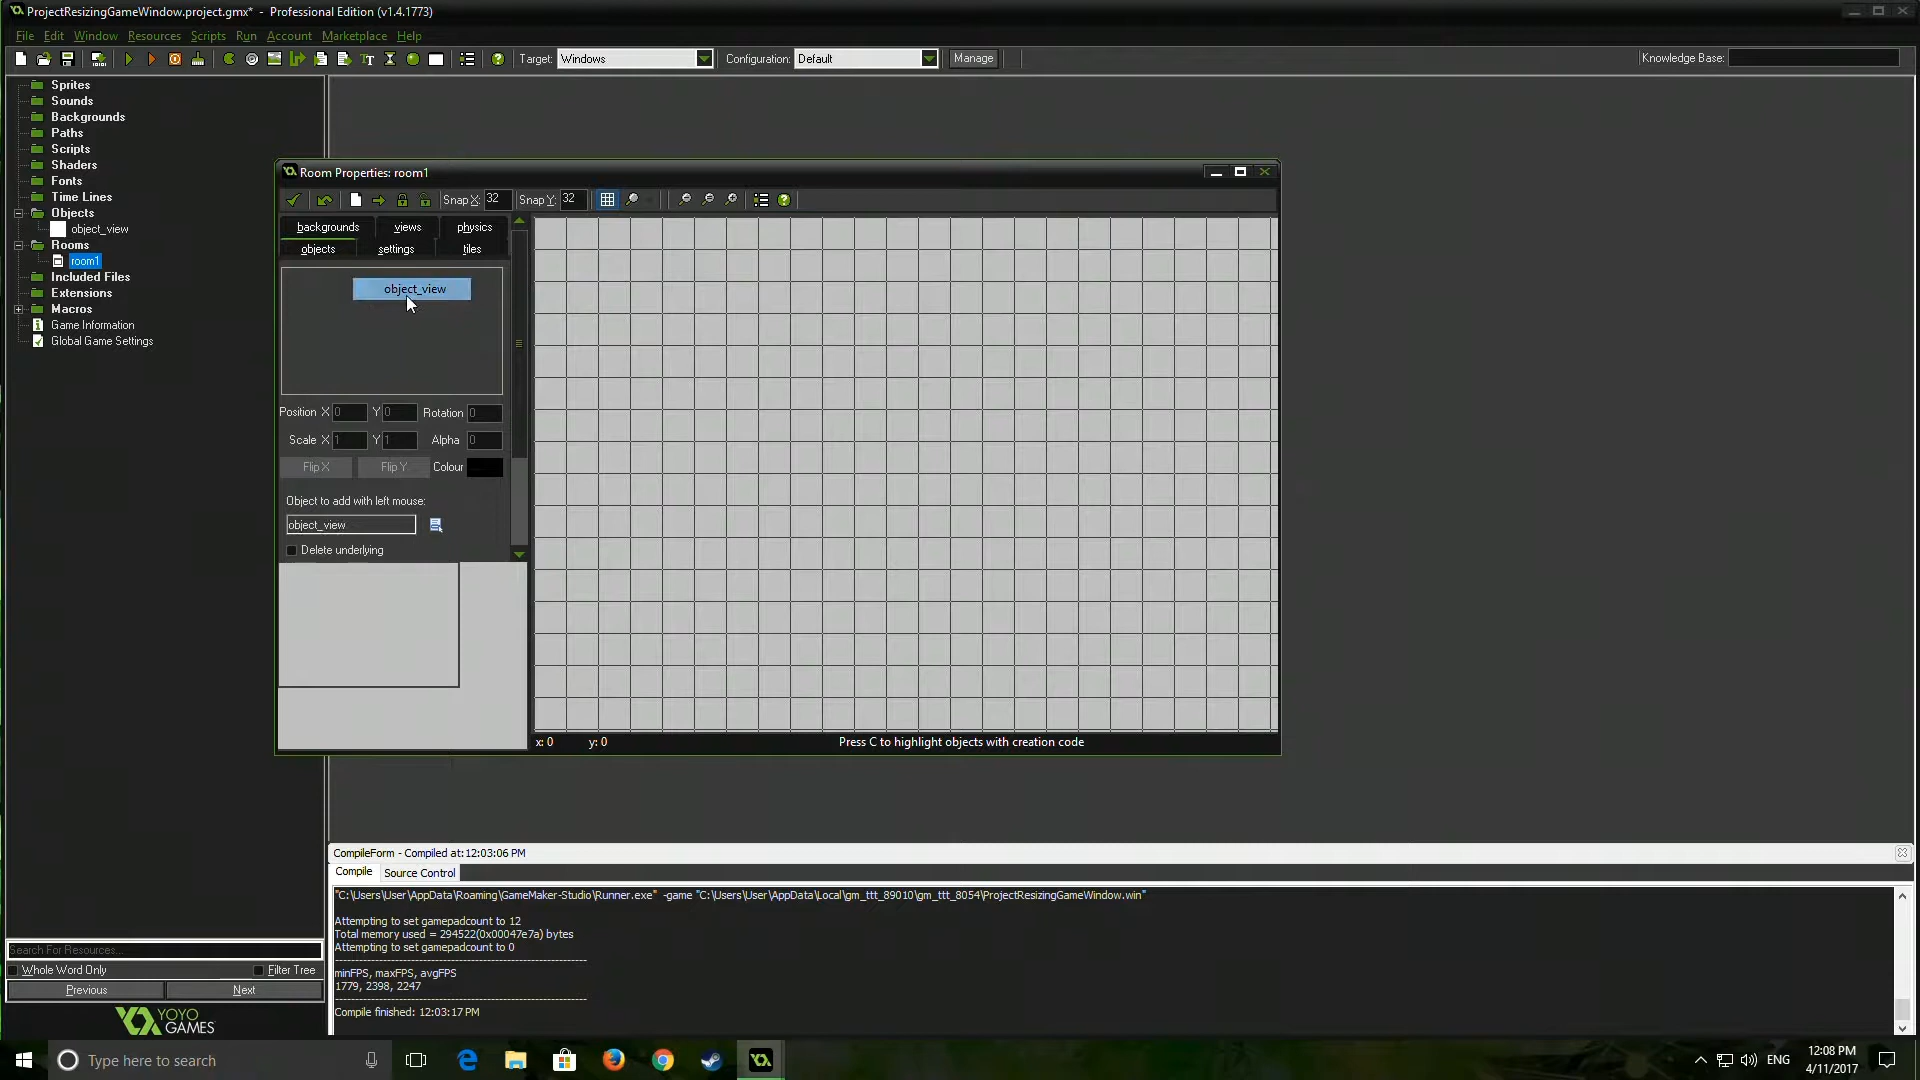 ProjectResizingGameWindow.project.gmx* - Professional Edition (v1.4.1773)
File Edit Window Resources Scripts Run Account Marketplace Help
Target: Windows Configuration: Default Manage Knowledge Base:
Sprites
Sounds
Backgrounds
Paths
Scripts
Shaders
Fonts
Time Lines
Objects
object_view
Rooms
room1
Included Files
Extensions
Macros
Game Information
Global Game Settings
Room Properties: room1
Snap X: 32 Snap Y: 32
backgrounds views physics
objects settings tiles
object_view
Position X 0 Y 0 Rotation 0
Scale X 1 Y 1 Alpha 0
Flip X Flip Y Colour
Object to add with left mouse:
object_view
Delete underlying
x: 0 y: 0 Press C to highlight objects with creation code
CompileForm - Compiled at:12:03:06 PM
Compile Source Control
"C:\Users\User\AppData\Roaming\GameMaker-Studio\Runner.exe" -game "C:\Users\User\AppData\Local\gm_ttt_89010\gm_ttt_8054\ProjectResizingGameWindow.win"
Attempting to set gamepadcount to 12
Total memory used = 294522(0x00047e7a) bytes
Attempting to set gamepadcount to 0
minFPS, maxFPS, avgFPS
1779, 2398, 2247
Compile finished: 12:03:17 PM
Search For Resources...
Whole Word Only Filter Tree
Previous Next
YOYO
GAMES
Type here to search
ENG
12:08 PM
4/11/2017